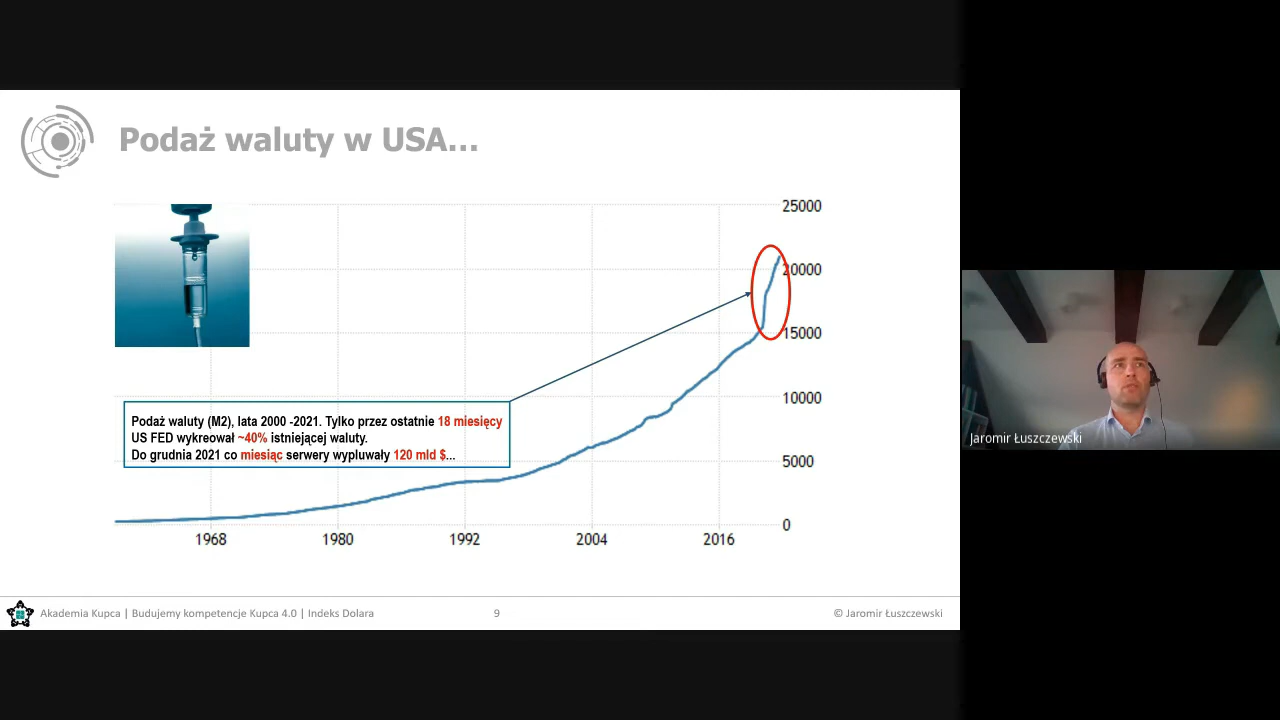 Podaż waluty w USA...
25000
20000
15000
10000
5000
0
Podaż waluty (M2), lata 2000 -2021. Tylko przez ostatnie 18 miesięcy
US FED wykreował ~40% istniejącej waluty.
Do grudnia 2021 co miesiąc serwery wypluwały 120 mld $...
1968 1980 1992 2004 2016
Akademia Kupca | Budujemy kompetencje Kupca 4.0 | Indeks Dolara 9 © Jaromir Łuszczewski
Jaromir Łuszczewski